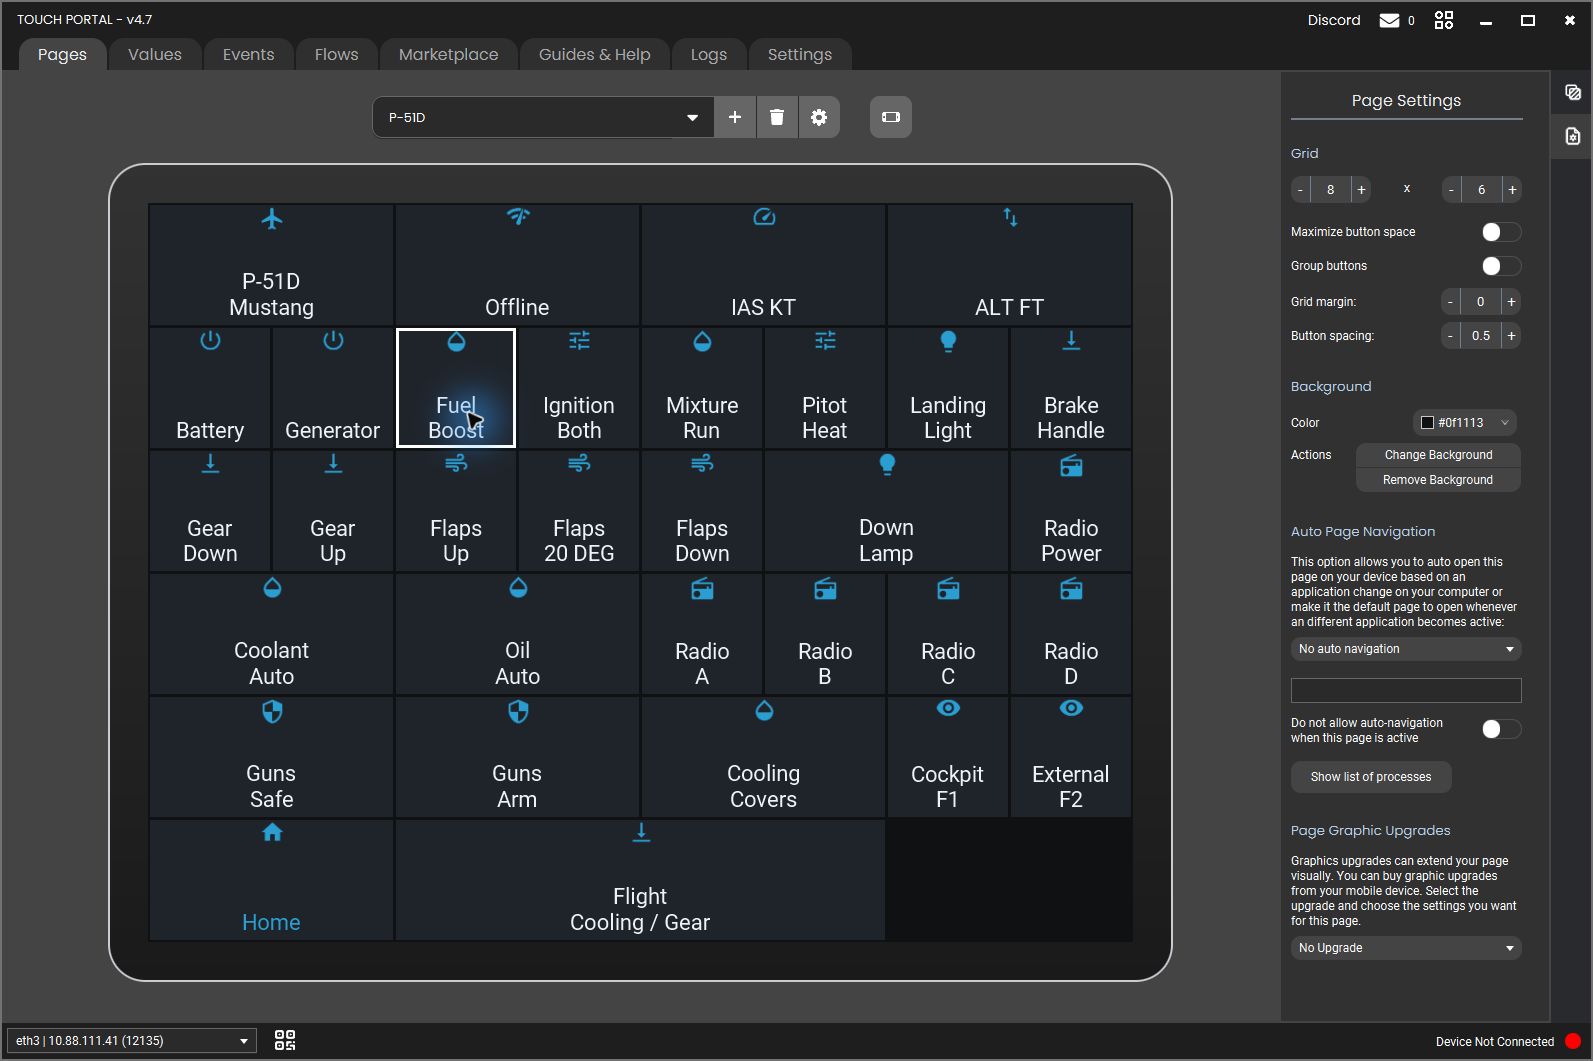 TOUCH PORTAL - v4.7
Discord
0
Pages
Values
Events
Flows
Marketplace
Guides & Help
Logs
Settings
P-51D
P-51D
Mustang
Offline
IAS KT
ALT FT
Battery
Generator
Fuel
Boost
Ignition
Both
Mixture
Run
Pitot
Heat
Landing
Light
Brake
Handle
Gear
Down
Gear
Up
Flaps
Up
Flaps
20 DEG
Flaps
Down
Down
Lamp
Radio
Power
Coolant
Auto
Oil
Auto
Radio
A
Radio
B
Radio
C
Radio
D
Guns
Safe
Guns
Arm
Cooling
Covers
Cockpit
F1
External
F2
Home
Flight
Cooling / Gear
Page Settings
Grid
- 8 + x - 6 +
Maximize button space
Group buttons
Grid margin: - 0 +
Button spacing: - 0.5 +
Background
Color #0f1113
Actions Change Background
Remove Background
Auto Page Navigation
This option allows you to auto open this
page on your device based on an
application change on your computer or
make it the default page to open whenever
an different application becomes active:
No auto navigation
Do not allow auto-navigation
when this page is active
Show list of processes
Page Graphic Upgrades
Graphics upgrades can extend your page
visually. You can buy graphic upgrades
from your mobile device. Select the
upgrade and choose the settings you want
for this page.
No Upgrade
eth3 | 10.88.111.41 (12135)
Device Not Connected